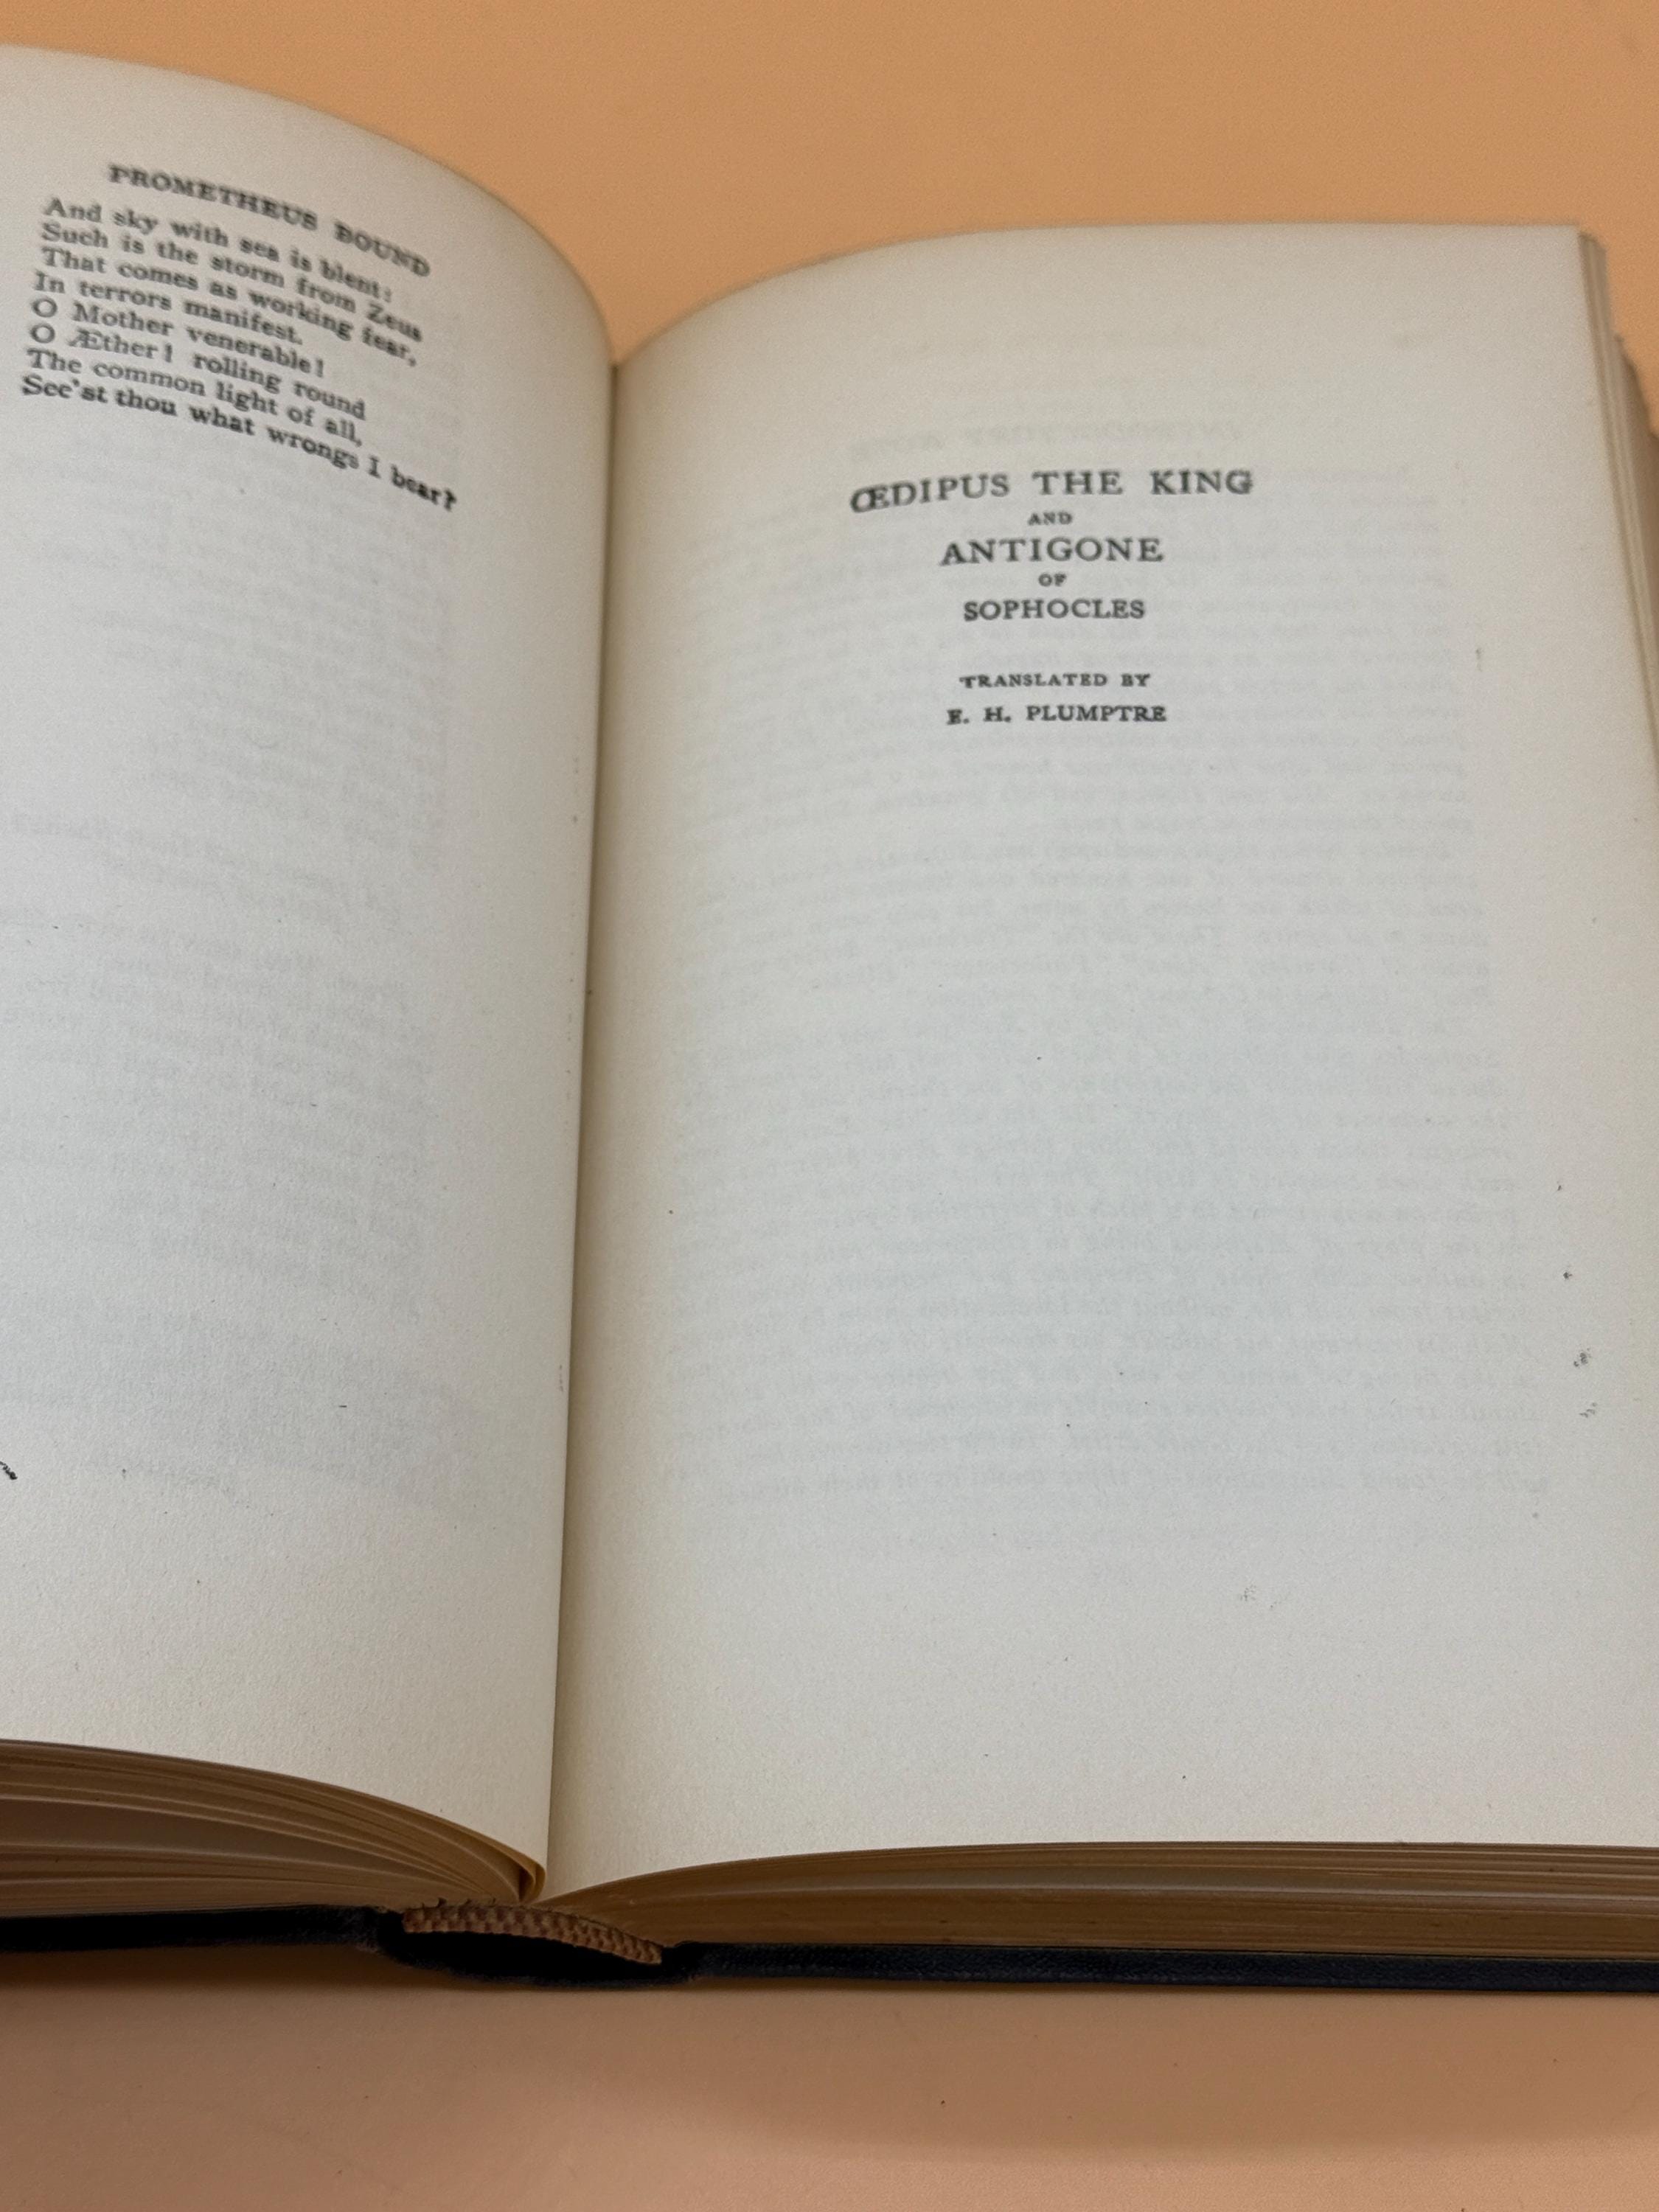 PROMETHEUS BOUND
And sky with sea is blent:
Such is the storm from Zeus
That comes as working fear,
In terrors manifest.
O Mother venerable!
O Æther! rolling round
The common light of all,
See'st thou what wrongs I bear?
ŒDIPUS THE KING
AND
ANTIGONE
OF
SOPHOCLES
TRANSLATED BY
E. H. PLUMPTRE